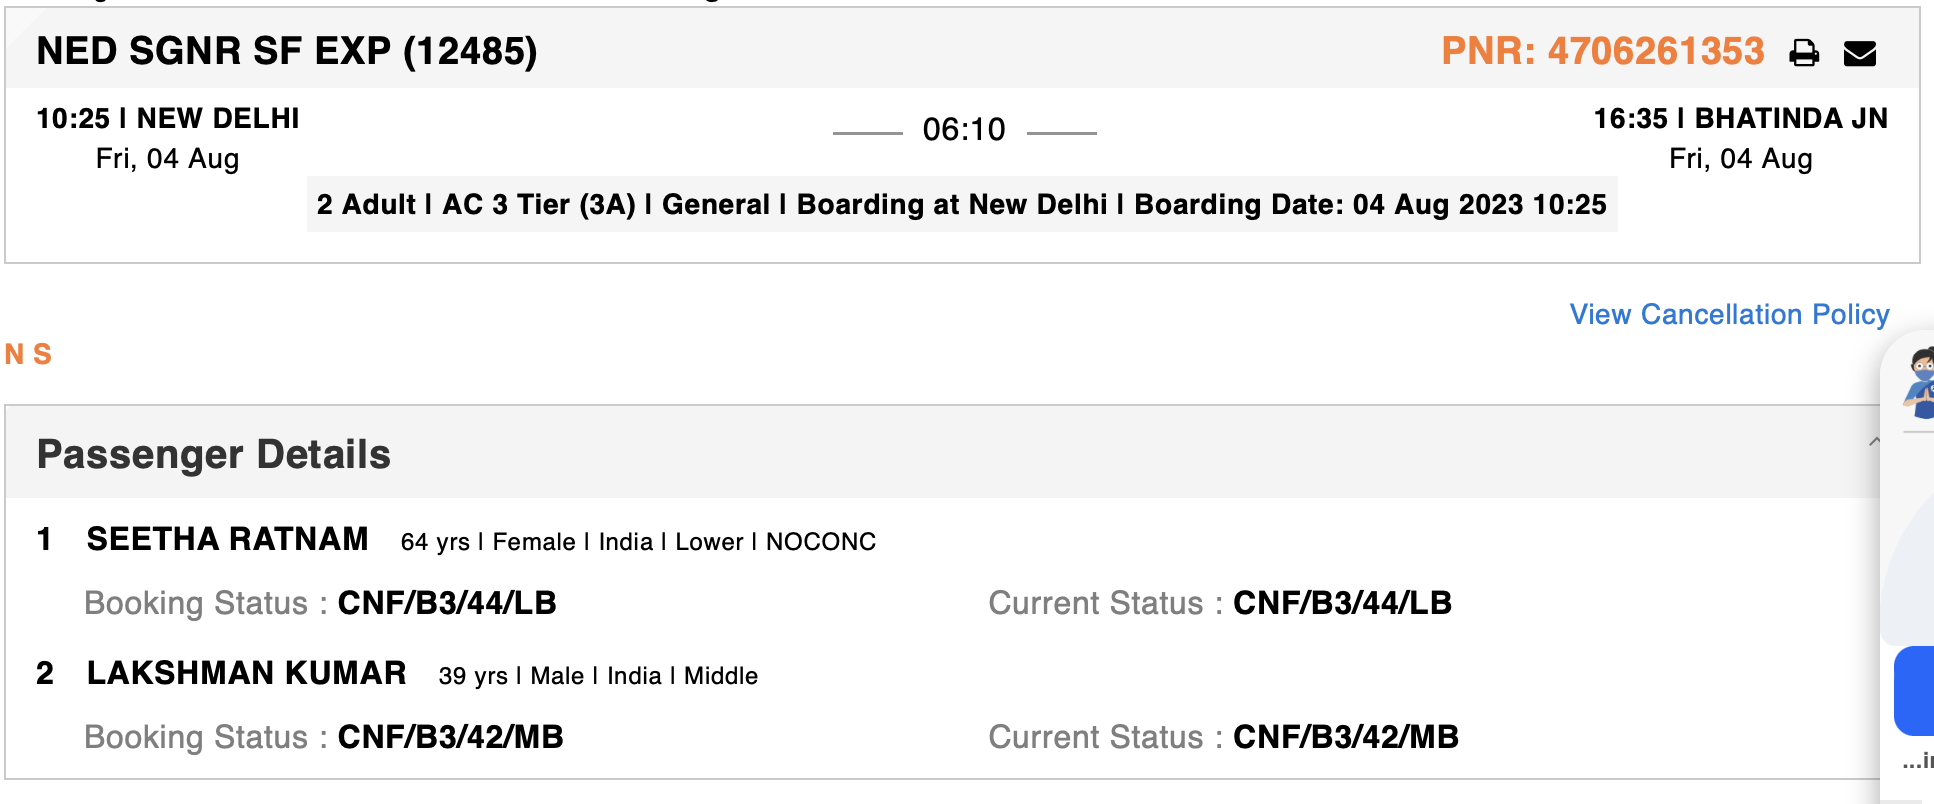 NED SGNR SF EXP (12485) PNR: 4706261353
10:25 | NEW DELHI 06:10 16:35 | BHATINDA JN
Fri, 04 Aug Fri, 04 Aug
2 Adult | AC 3 Tier (3A) | General | Boarding at New Delhi | Boarding Date: 04 Aug 2023 10:25
View Cancellation Policy
N S
Passenger Details
1 SEETHA RATNAM 64 yrs | Female | India | Lower | NOCONC
Booking Status : CNF/B3/44/LB Current Status : CNF/B3/44/LB
2 LAKSHMAN KUMAR 39 yrs | Male | India | Middle
Booking Status : CNF/B3/42/MB Current Status : CNF/B3/42/MB